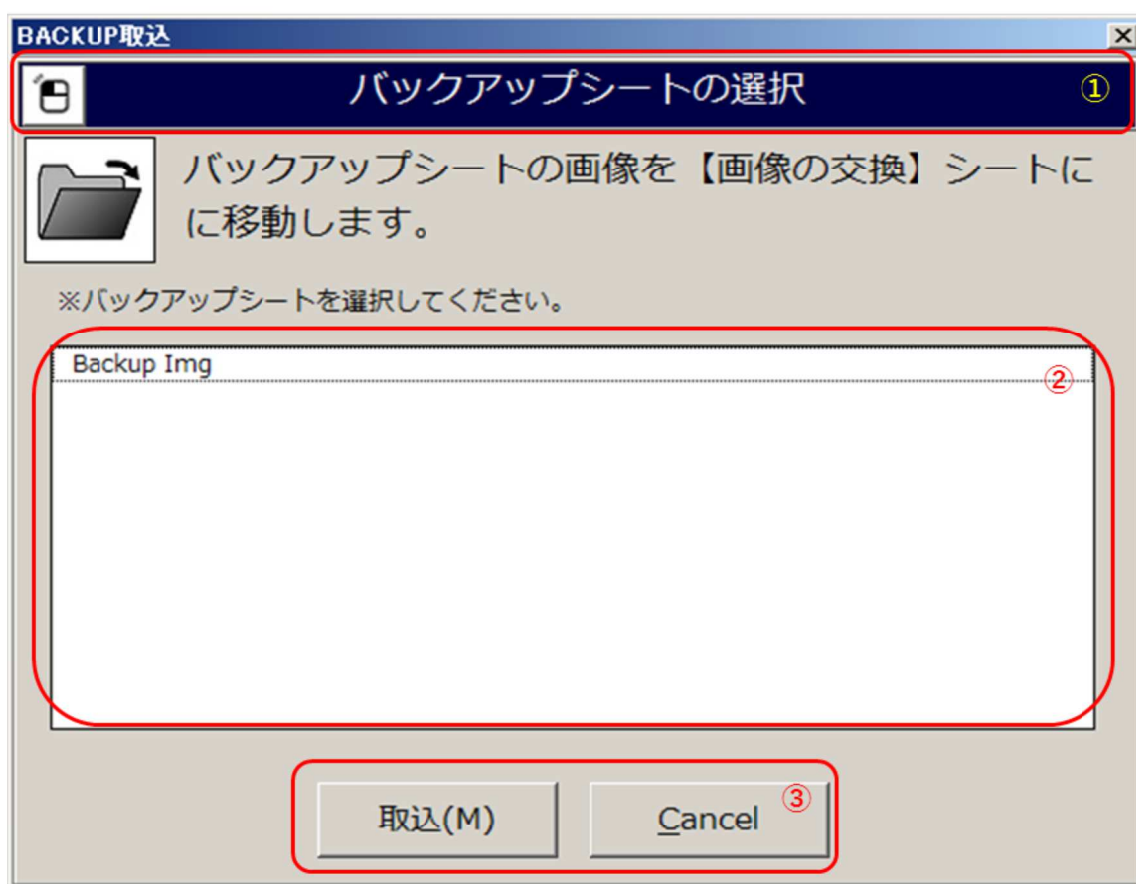 BACKUP取込
バックアップシートの選択 ①
バックアップシートの画像を【画像の交換】シートに
に移動します。
※バックアップシートを選択してください。
Backup Img
②
取込(M) Cancel ③